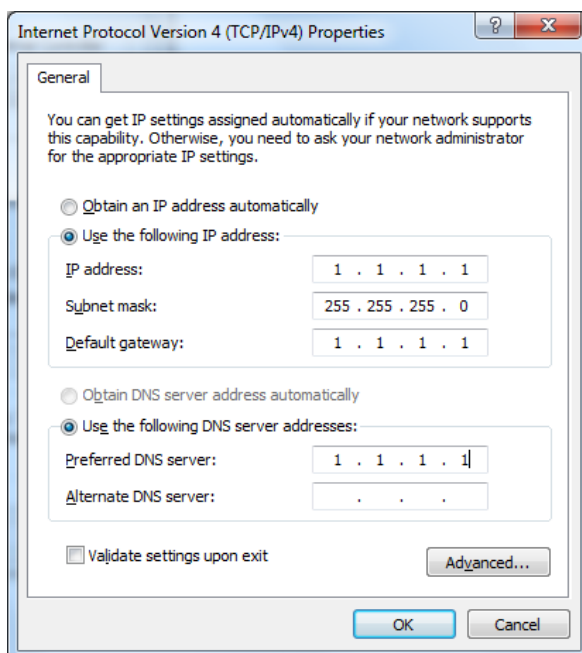 Internet Protocol Version 4 (TCP/IPv4) Properties
General
You can get IP settings assigned automatically if your network supports
this capability. Otherwise, you need to ask your network administrator
for the appropriate IP settings.
Obtain an IP address automatically
Use the following IP address:
IP address: 1 . 1 . 1 . 1
Subnet mask: 255 . 255 . 255 . 0
Default gateway: 1 . 1 . 1 . 1
Obtain DNS server address automatically
Use the following DNS server addresses:
Preferred DNS server: 1 . 1 . 1 . 1
Alternate DNS server: . . .
Validate settings upon exit
Advanced...
OK Cancel